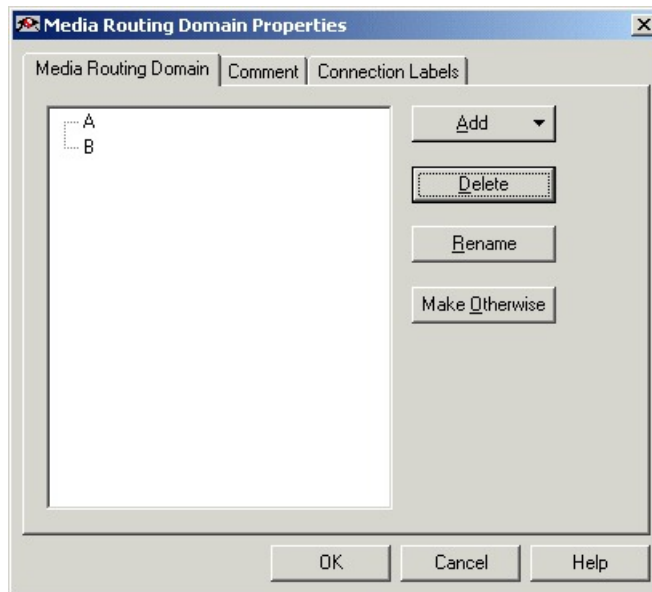 Media Routing Domain Properties
Media Routing Domain
Comment
Connection Labels
A
B
Add
Delete
Rename
Make Otherwise
OK
Cancel
Help